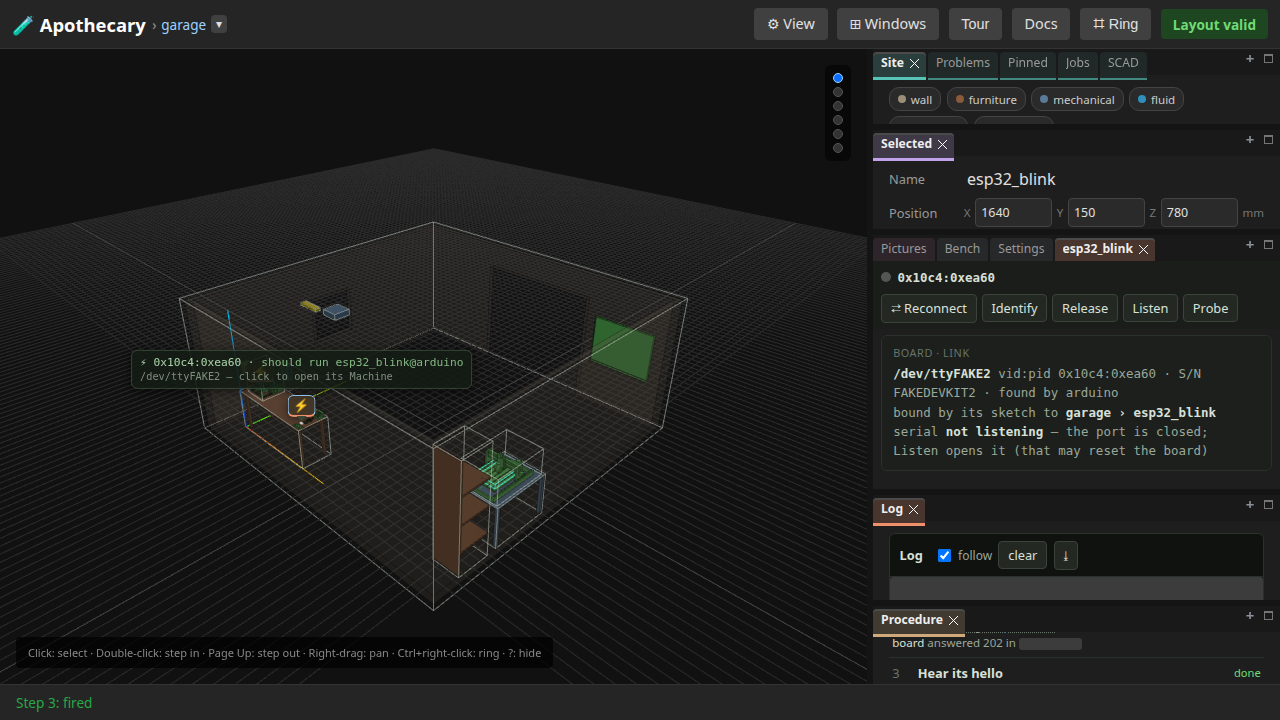 Apothecary › garage ▾
⚙ View
⊞ Windows
Tour
Docs
⌗ Ring
Layout valid
Site
Problems
Pinned
Jobs
SCAD
wall
furniture
mechanical
fluid
Selected
Name esp32_blink
Position X 1640 Y 150 Z 780 mm
Pictures
Bench
Settings
esp32_blink
0x10c4:0xea60
⇄ Reconnect
Identify
Release
Listen
Probe
BOARD · LINK
/dev/ttyFAKE2 vid:pid 0x10c4:0xea60 · S/N
FAKEDEVKIT2 · found by arduino
bound by its sketch to garage › esp32_blink
serial not listening — the port is closed;
Listen opens it (that may reset the board)
⚡ 0x10c4:0xea60 · should run esp32_blink@arduino
/dev/ttyFAKE2 — click to open its Machine
Log
Log follow clear
Procedure
board answered 202 in
3 Hear its hello done
Click: select · Double-click: step in · Page Up: step out · Right-drag: pan · Ctrl+right-click: ring · ?: hide
Step 3: fired